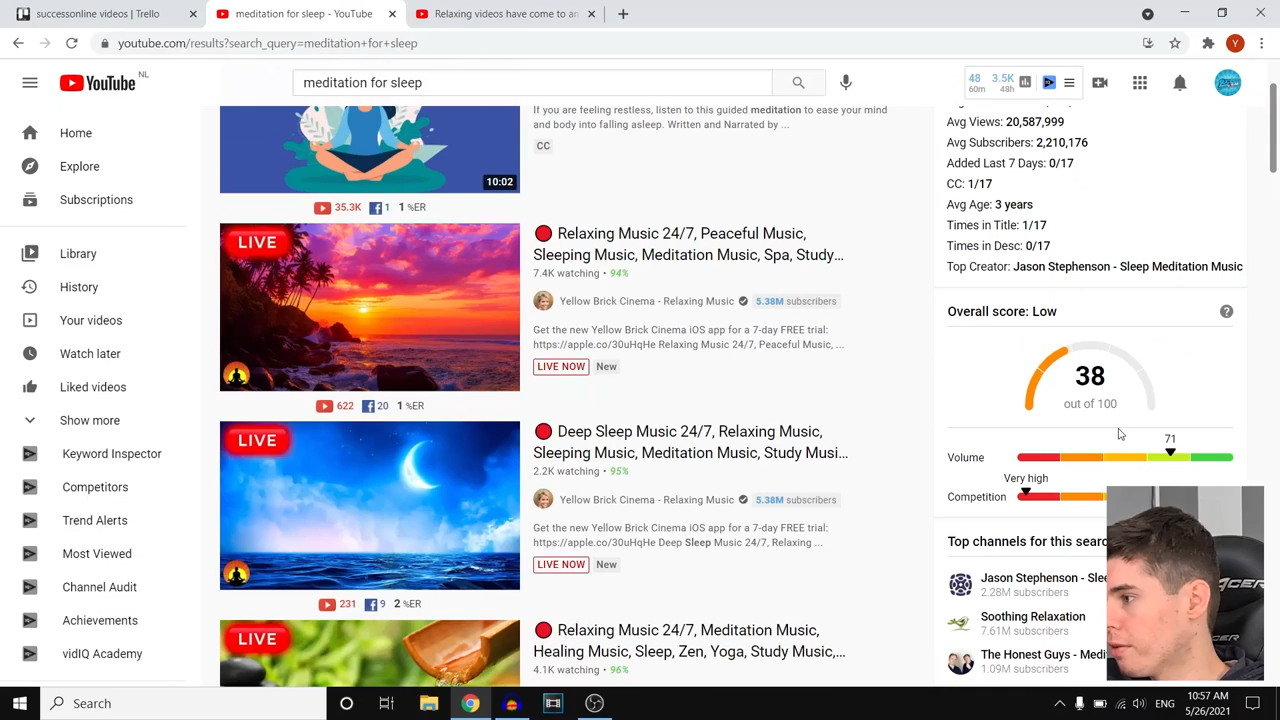 successonline videos | Trello
meditation for sleep - YouTube
Relaxing videos have come to an
youtube.com/results?search_query=meditation+for+sleep
Y
YouTube NL
meditation for sleep
48 60m 3.5K 48h
Home
Explore
Subscriptions
Library
History
Your videos
Watch later
Liked videos
Show more
Keyword Inspector
Competitors
Trend Alerts
Most Viewed
Channel Audit
Achievements
vidIQ Academy
If you are feeling restless, listen to this guided meditation to ease your mind
and body into falling asleep. Written and Narrated by ...
CC
10:02
35.3K 1 1 %ER
LIVE
Relaxing Music 24/7, Peaceful Music,
Sleeping Music, Meditation Music, Spa, Study...
7.4K watching • 94%
Yellow Brick Cinema - Relaxing Music 5.38M subscribers
Get the new Yellow Brick Cinema iOS app for a 7-day FREE trial:
https://apple.co/30uHqHe Relaxing Music 24/7, Peaceful Music, ...
LIVE NOW New
622 20 1 %ER
LIVE
Deep Sleep Music 24/7, Relaxing Music,
Sleeping Music, Meditation Music, Study Musi...
2.2K watching • 95%
Yellow Brick Cinema - Relaxing Music 5.38M subscribers
Get the new Yellow Brick Cinema iOS app for a 7-day FREE trial:
https://apple.co/30uHqHe Deep Sleep Music 24/7, Relaxing ...
LIVE NOW New
231 9 2 %ER
LIVE
Relaxing Music 24/7, Meditation Music,
Healing Music, Sleep, Zen, Yoga, Study Music,...
4.1K watching • 96%
Avg Views: 20,587,999
Avg Subscribers: 2,210,176
Added Last 7 Days: 0/17
CC: 1/17
Avg Age: 3 years
Times in Title: 1/17
Times in Desc: 0/17
Top Creator: Jason Stephenson - Sleep Meditation Music
Overall score: Low
38
out of 100
71
Volume
Very high
Competition
Top channels for this searc
Jason Stephenson - Slee
2.28M subscribers
Soothing Relaxation
7.61M subscribers
The Honest Guys - Medi
1.09M subscribers
acer
Search
ENG
10:57 AM
5/26/2021